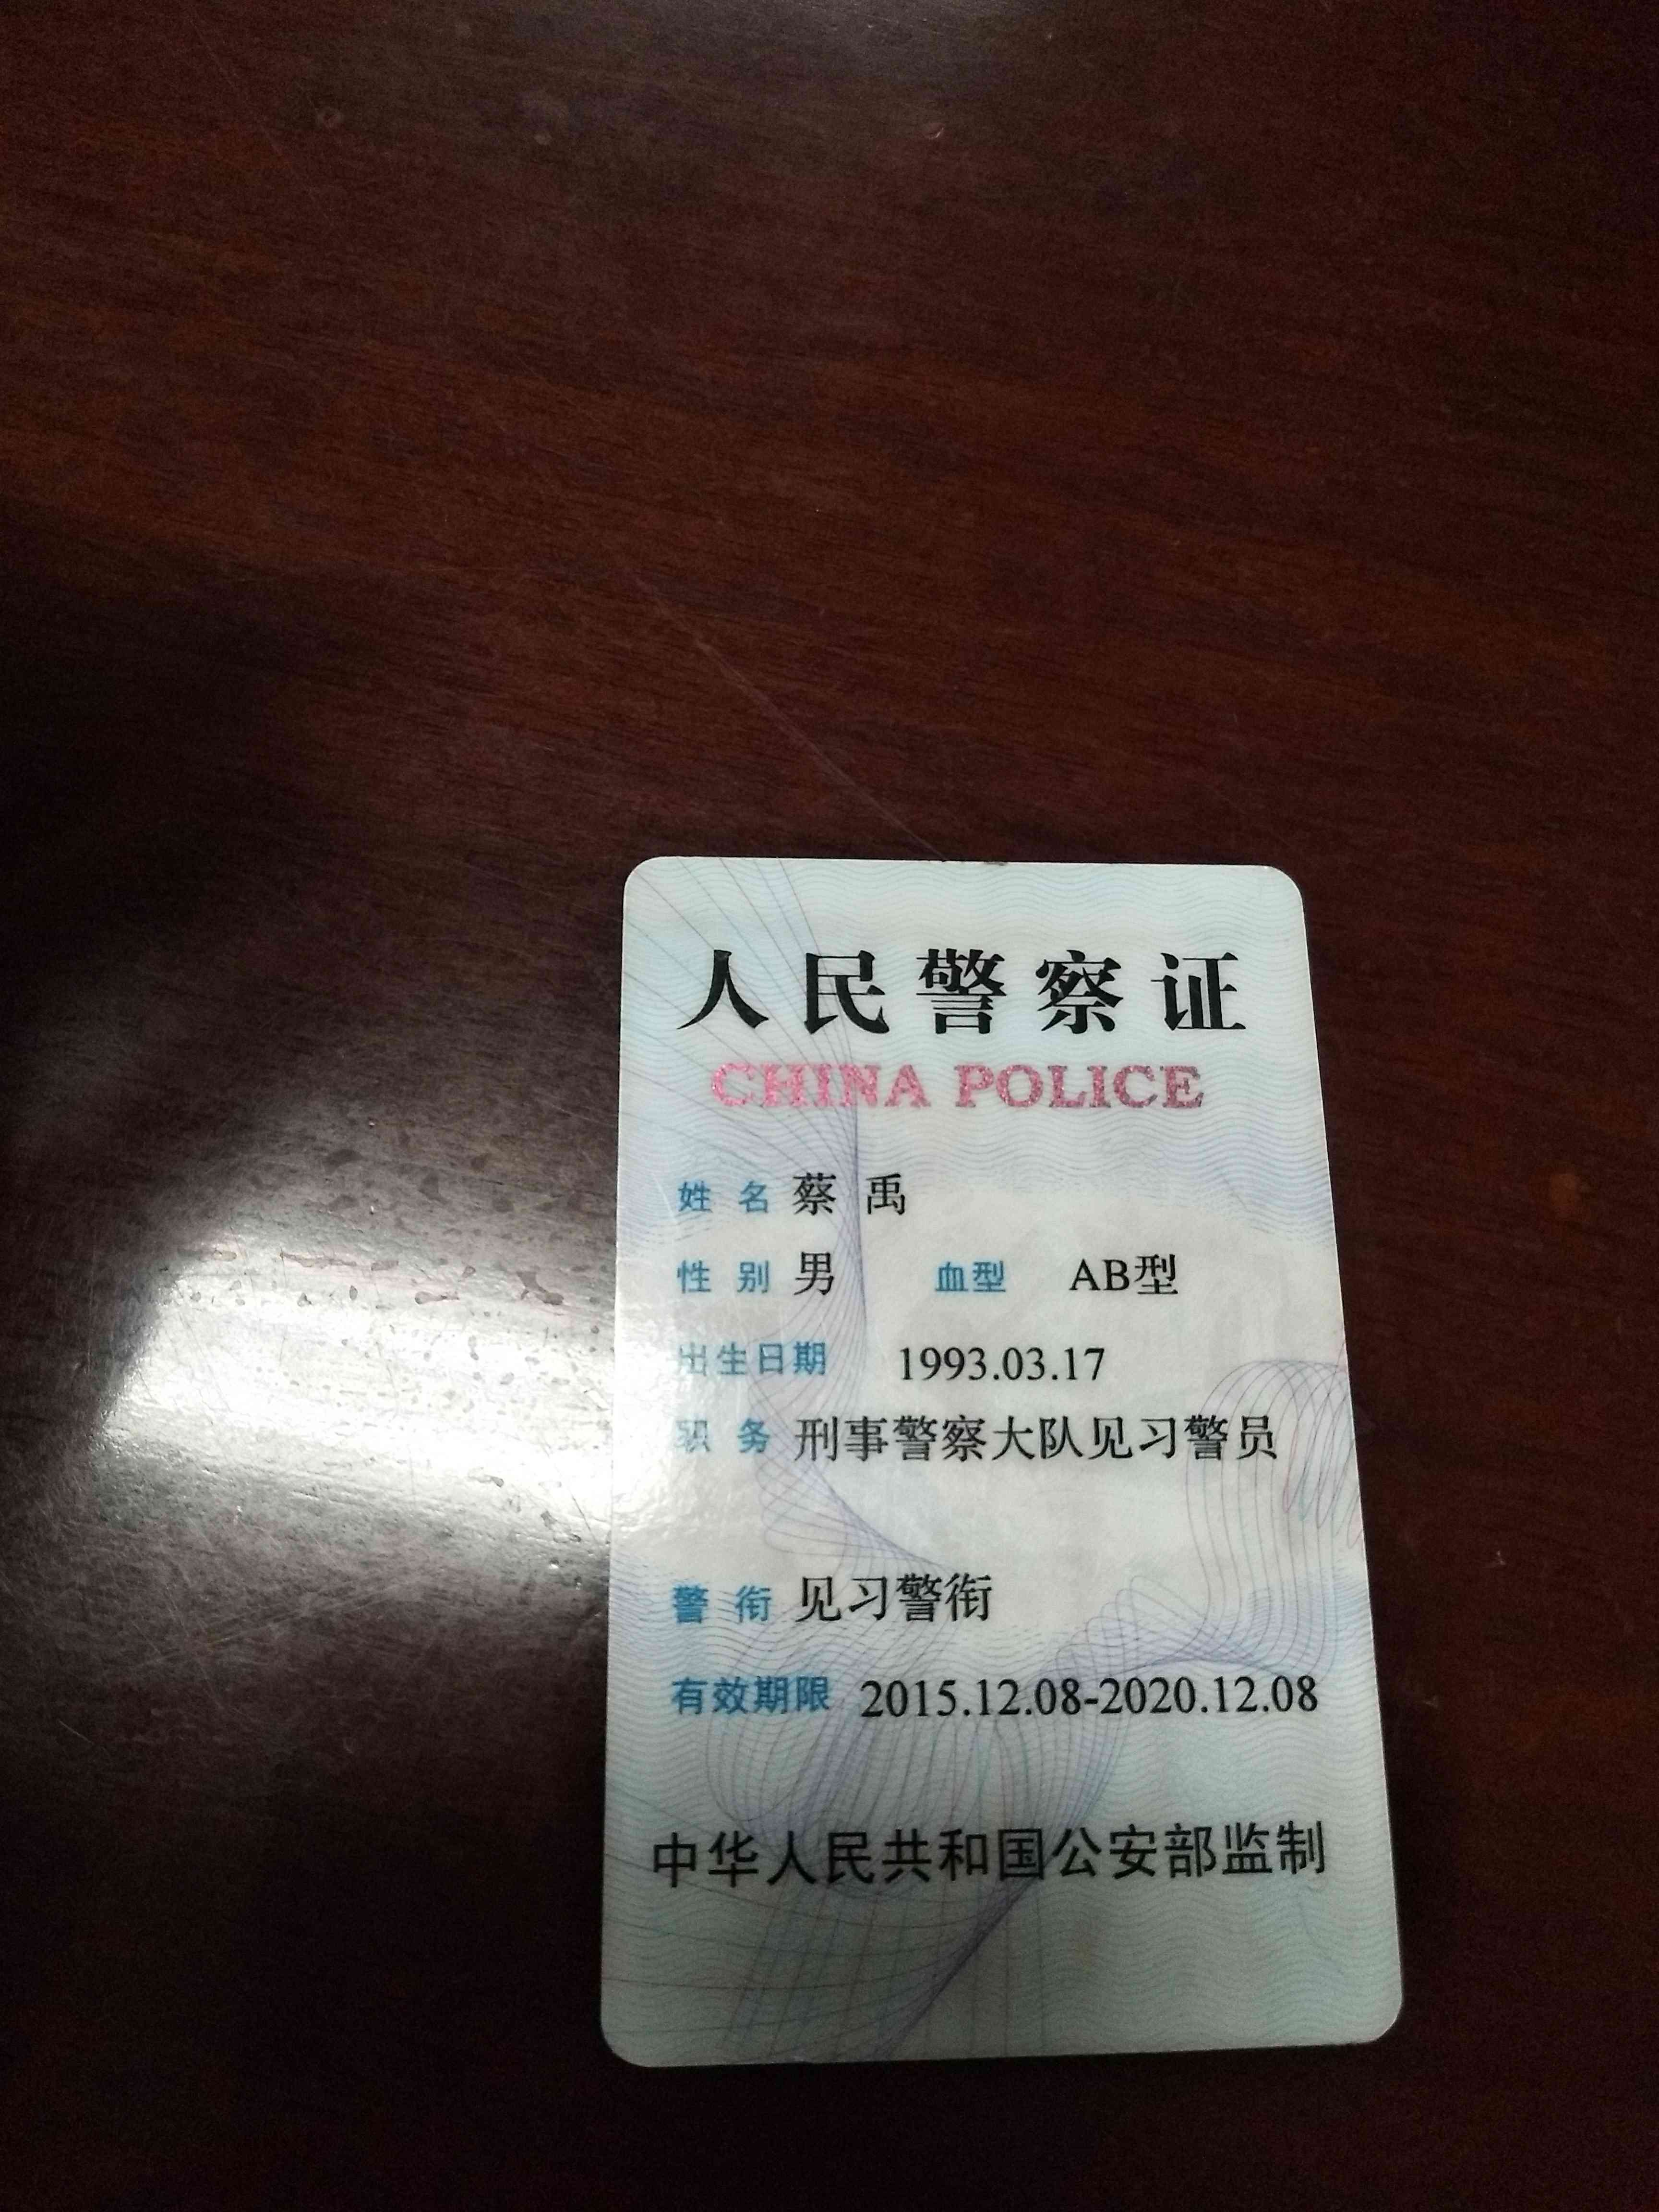 人民警察证
CHINA POLICE
姓名 蔡禹
性别 男 血型 AB型
出生日期 1993.03.17
职务 刑事警察大队见习警员
警衔 见习警衔
有效期限 2015.12.08-2020.12.08
中华人民共和国公安部监制